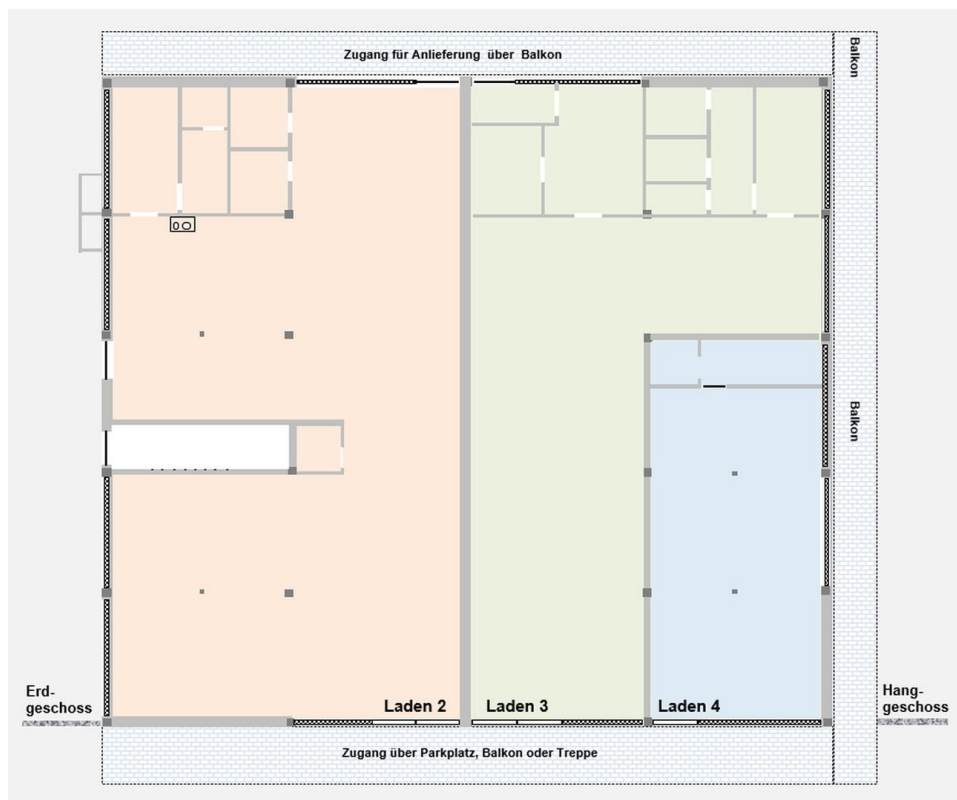 Zugang für Anlieferung über Balkon
Balkon
Balkon
Erd-
geschoss
Laden 2
Laden 3
Laden 4
Hang-
geschoss
Zugang über Parkplatz, Balkon oder Treppe